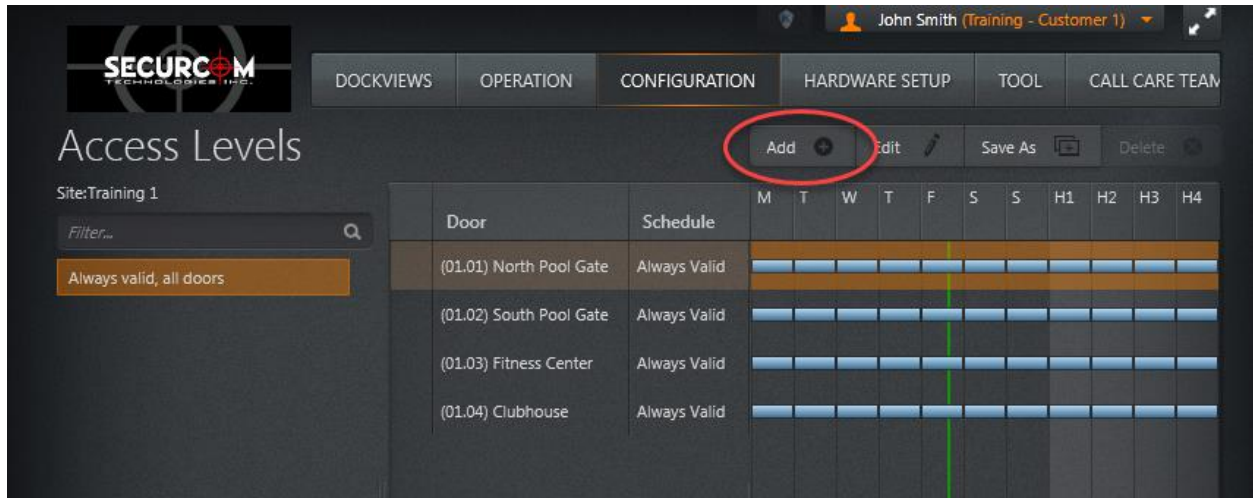 John Smith (Training - Customer 1)
SECURCOM
TECHNOLOGIES INC.
DOCKVIEWS OPERATION CONFIGURATION HARDWARE SETUP TOOL CALL CARE TEAM
Access Levels
Add Edit Save As Delete
Site:Training 1
Filter...
Door Schedule M T W T F S S H1 H2 H3 H4
Always valid, all doors
(01.01) North Pool Gate Always Valid
(01.02) South Pool Gate Always Valid
(01.03) Fitness Center Always Valid
(01.04) Clubhouse Always Valid